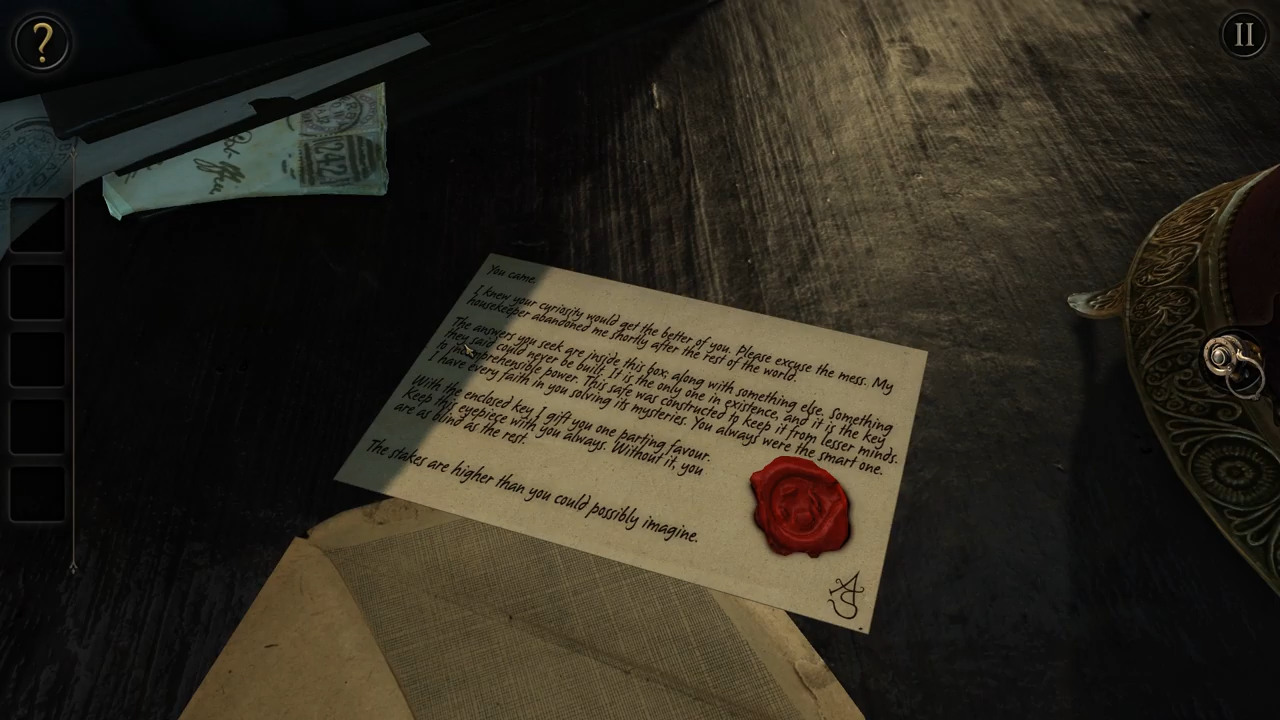 You came.
I knew your curiosity would get the better of you. Please excuse the mess. My
housekeeper abandoned me shortly after the rest of the world.
The answers you seek are inside this box; along with something else. Something
they said could never be built. It is the only one in existence, and it is the key
to incomprehensible power. This safe was constructed to keep it from lesser minds.
I have every faith in you solving its mysteries. You always were the smart one.
With the enclosed key I gift you one parting favour.
Keep this eyepiece with you always. Without it, you
are as blind as the rest.
The stakes are higher than you could possibly imagine.
?